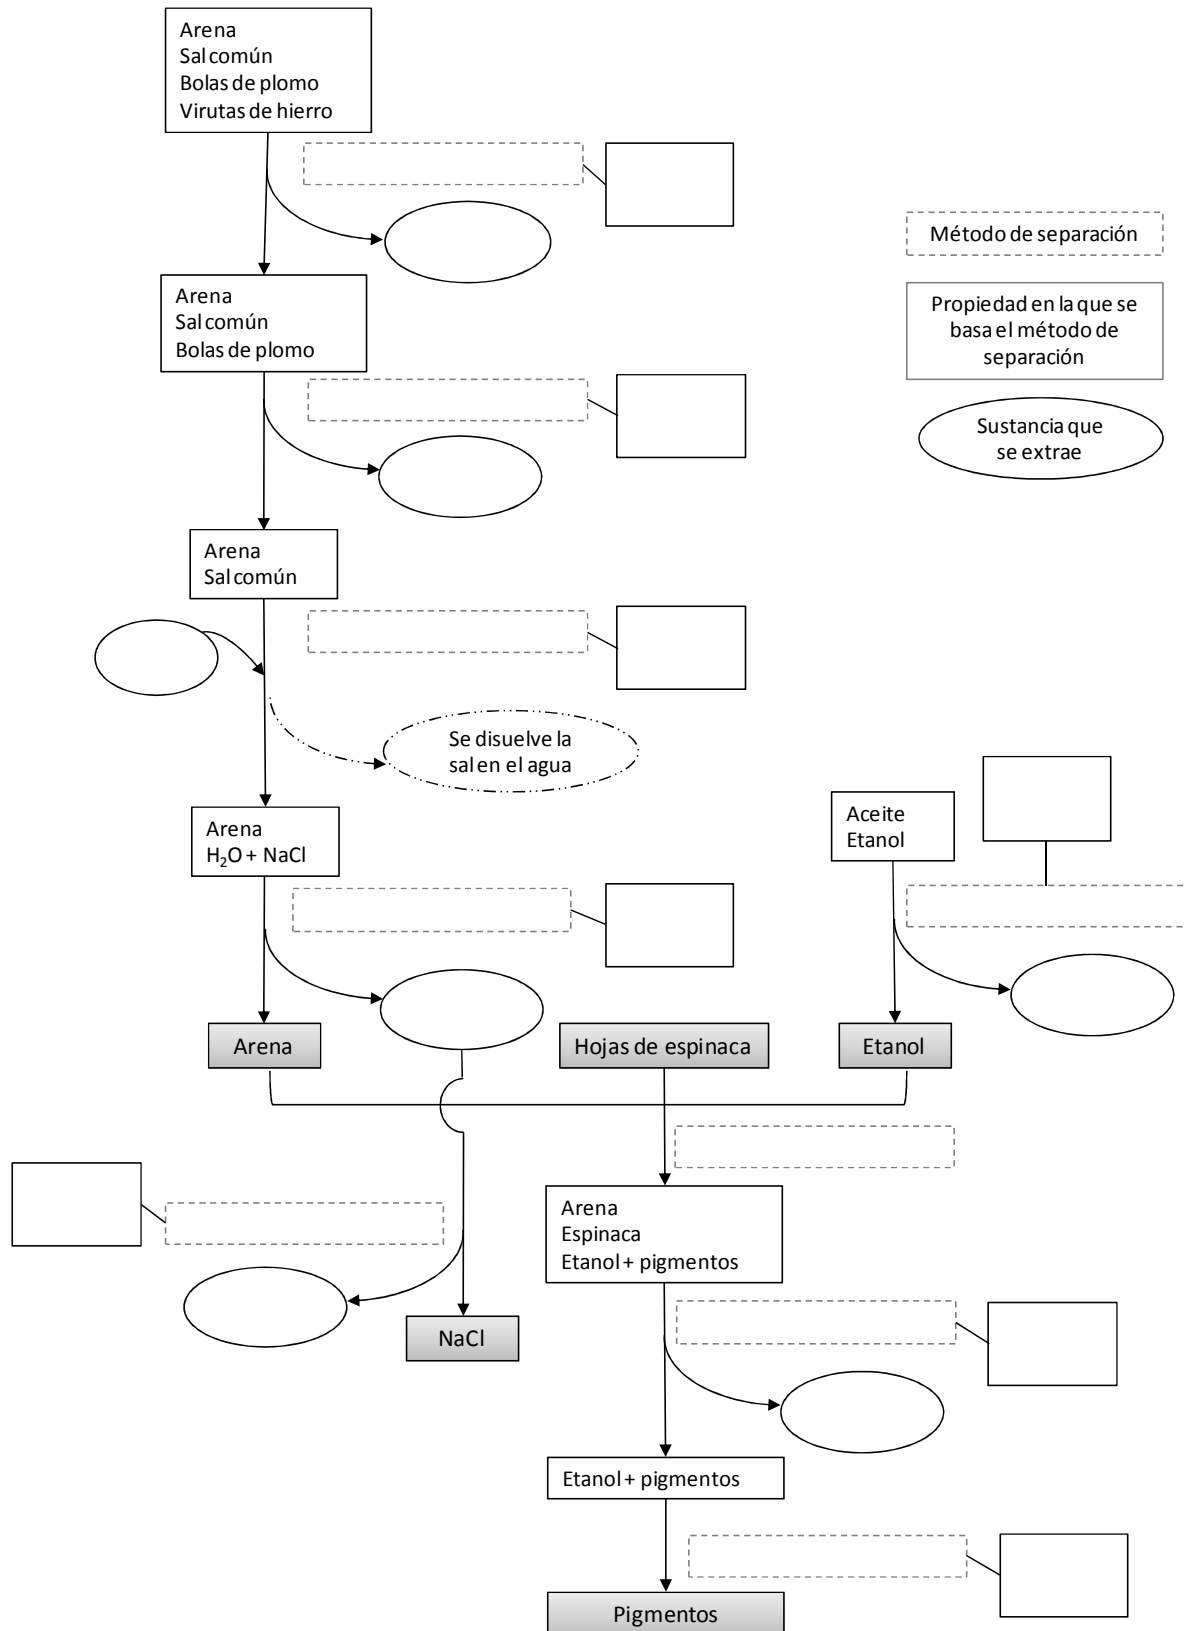 Arena
Sal común
Bolas de plomo
Virutas de hierro
Método de separación
Propiedad en la que se
basa el método de
separación
Sustancia que
se extrae
Arena
Sal común
Bolas de plomo
Arena
Sal común
Se disuelve la
sal en el agua
Arena
H₂O + NaCl
Aceite
Etanol
Arena
Hojas de espinaca
Etanol
Arena
Espinaca
Etanol + pigmentos
NaCl
Etanol + pigmentos
Pigmentos